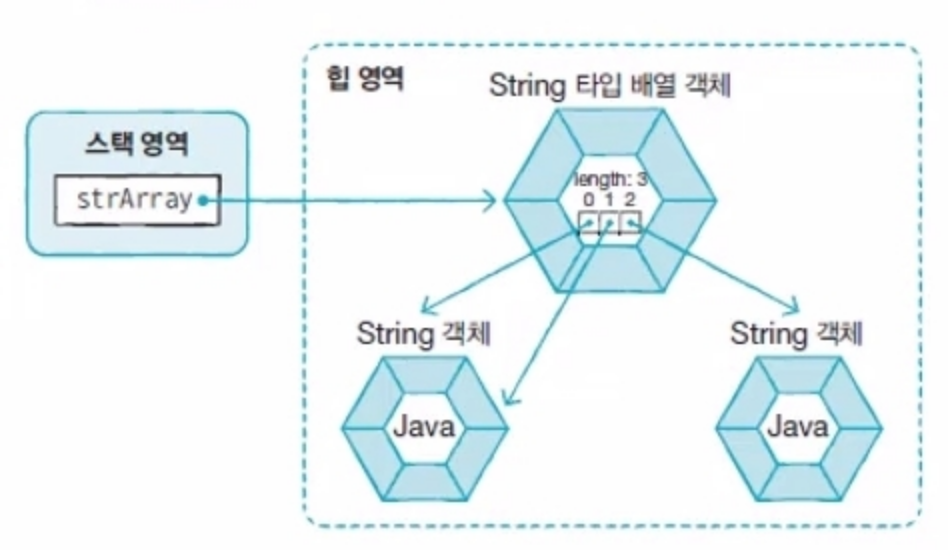 힙 영역
String 타입 배열 객체
스택 영역
strArray
length: 3
0 1 2
String 객체
String 객체
Java
Java